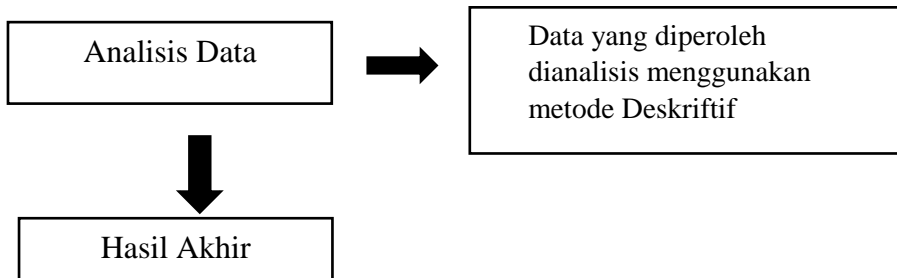 Analisis Data
Data yang diperoleh
dianalisis menggunakan
metode Deskriftif
Hasil Akhir